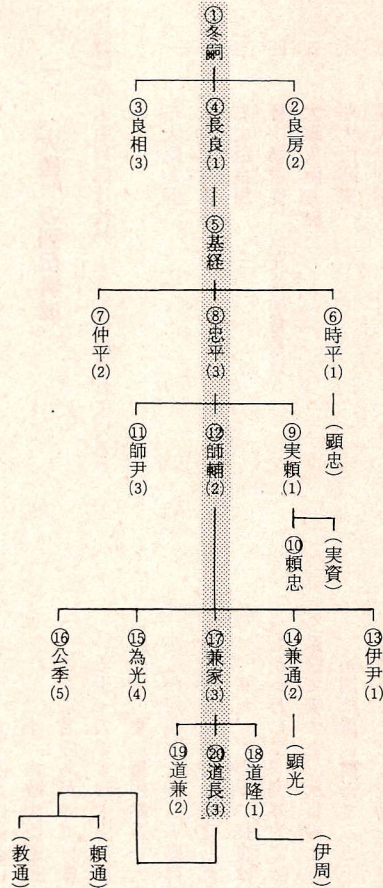 ①冬嗣
②良房(2)
④長良(1)
③良相(3)
⑤基経
⑥時平(1)
⑧忠平(3)
⑦仲平(2)
(顕忠)
⑨実頼(1)
⑫師輔(2)
⑪師尹(3)
(実資)
⑩頼忠
⑬伊尹(1)
⑭兼通(2)
⑰兼家(3)
⑮為光(4)
⑯公季(5)
(顕光)
⑱道隆(1)
⑳道長(3)
⑲道兼(2)
(伊周)
(頼通)
(教通)